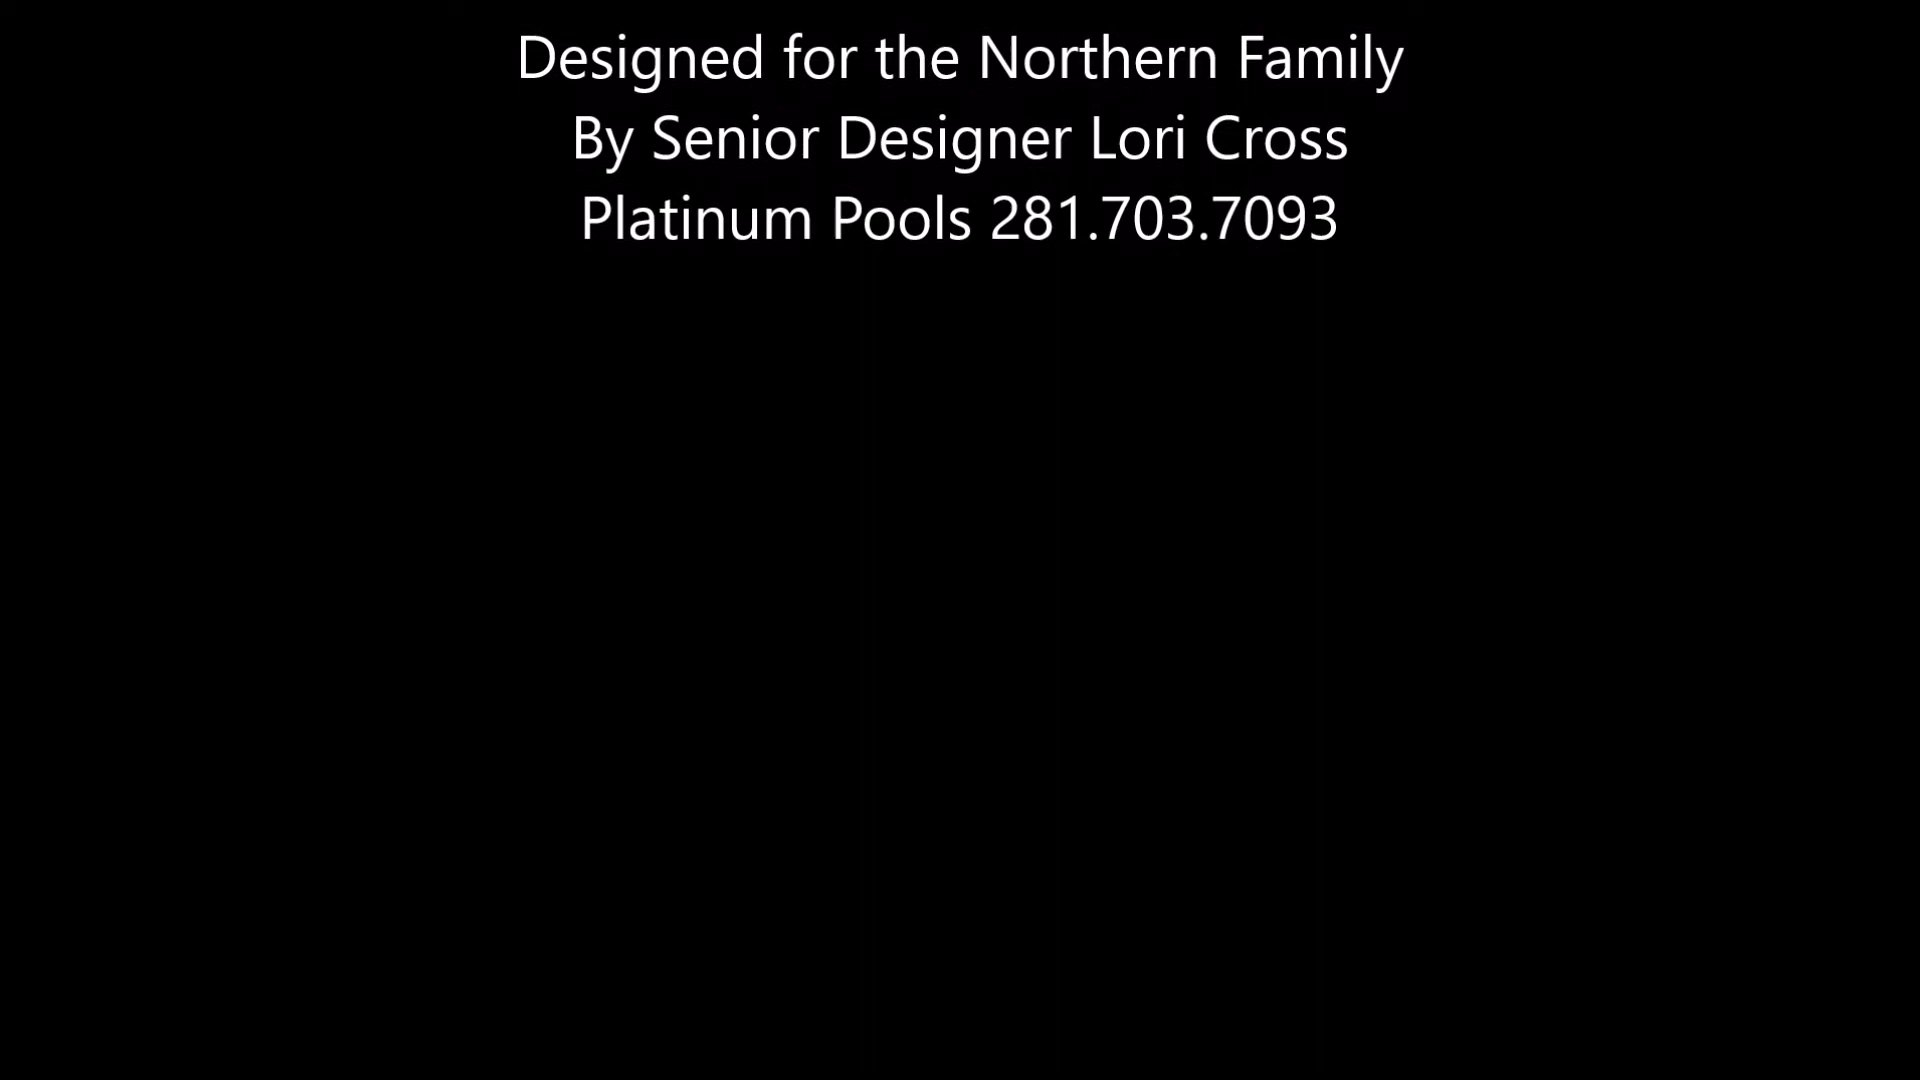 Designed for the Northern Family
By Senior Designer Lori Cross
Platinum Pools 281.703.7093